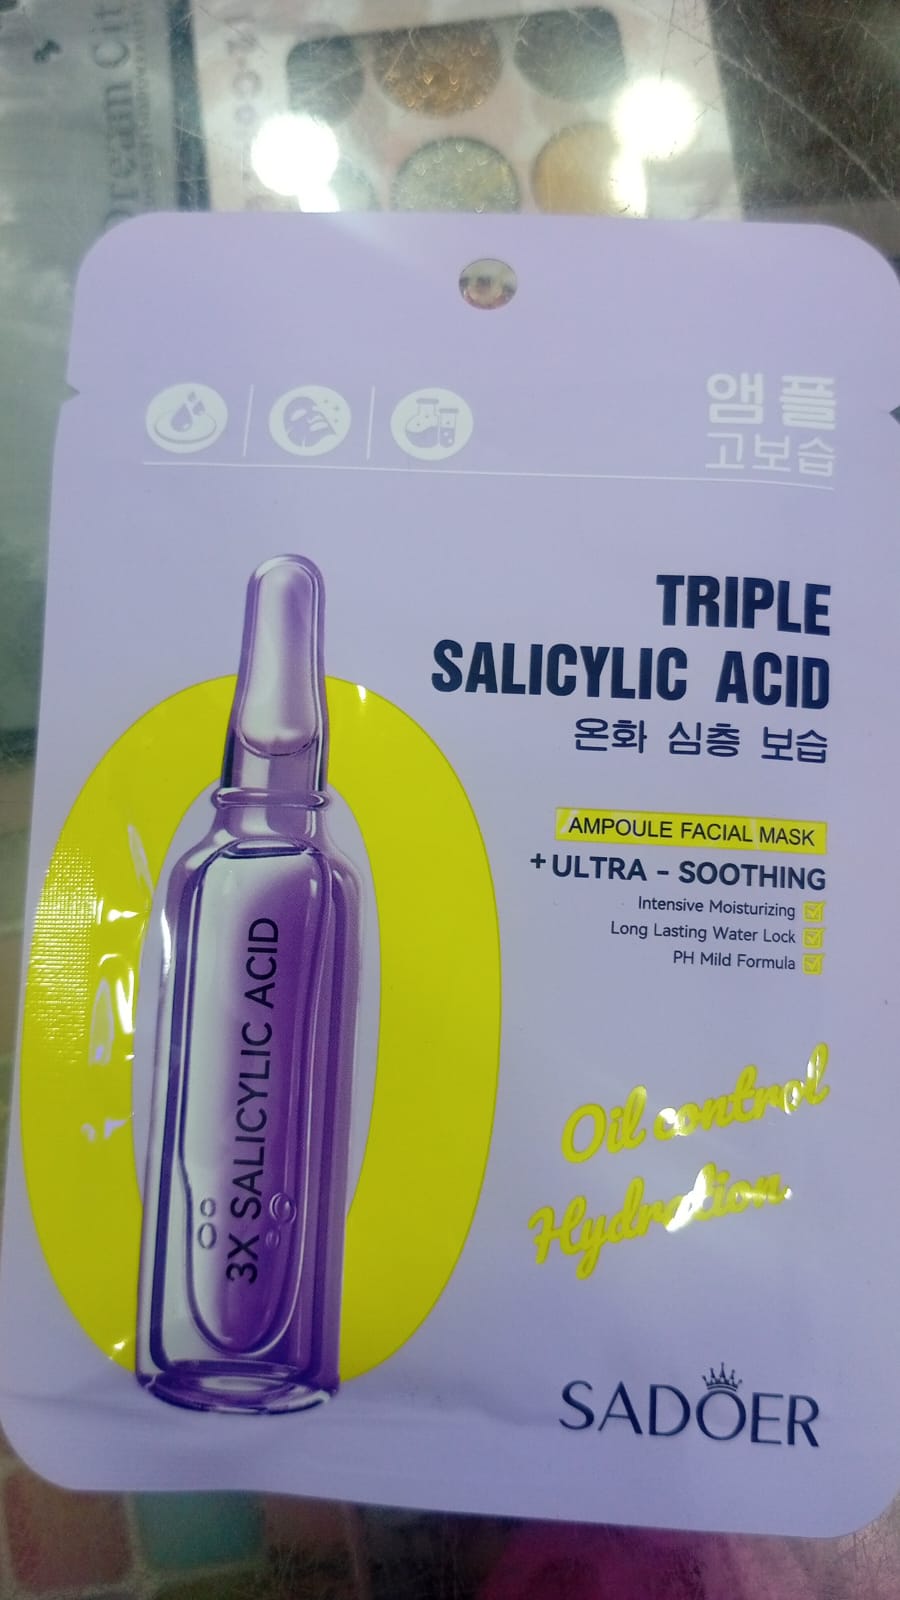 앰플
고보습
TRIPLE
SALICYLIC ACID
온화 심층 보습
AMPOULE FACIAL MASK
+ULTRA - SOOTHING
Intensive Moisturizing
Long Lasting Water Lock
PH Mild Formula
3X SALICYLIC ACID
Oil control
Hydration
SADOER